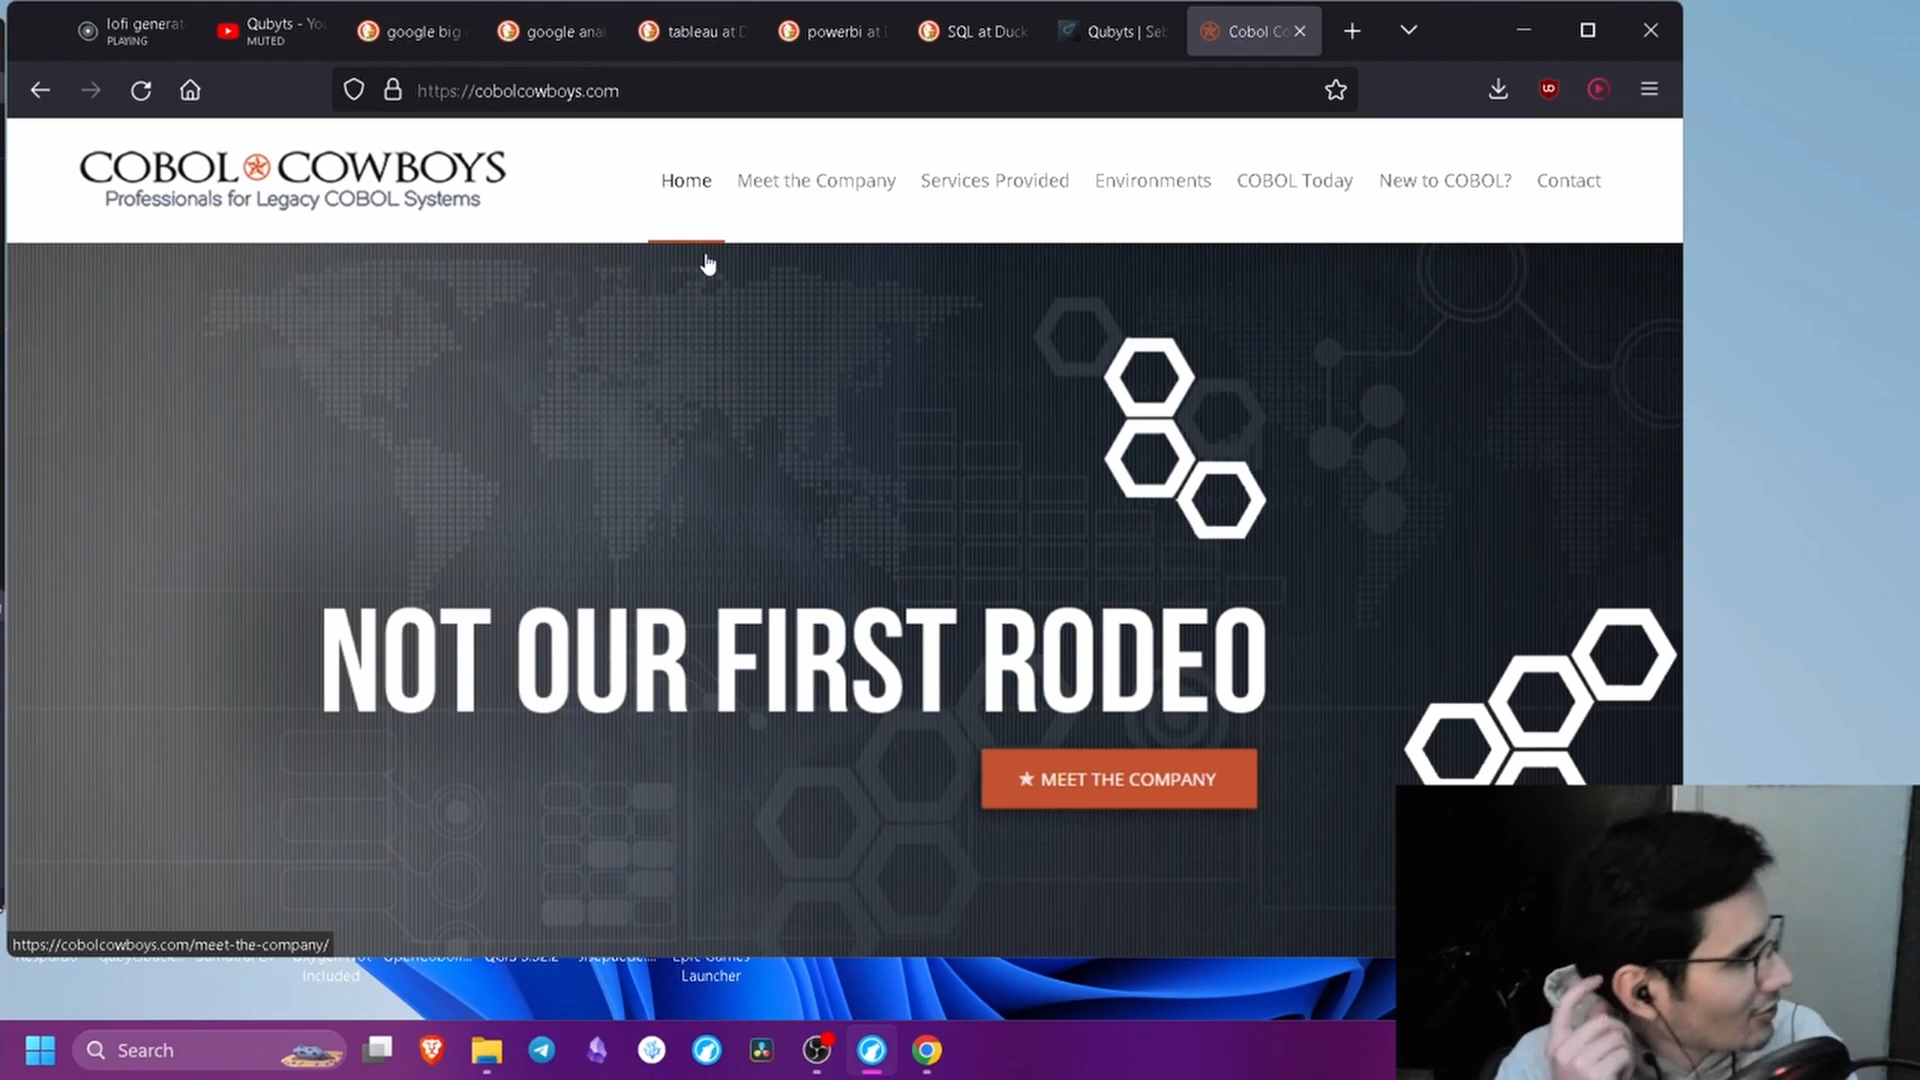 lofi generat
PLAYING
Qubyts - You
MUTED
google big
google anal
tableau at D
powerbi at
SQL at Duck
Qubyts | Seb
Cobol Co
https://cobolcowboys.com
COBOL COWBOYS
Professionals for Legacy COBOL Systems
Home
Meet the Company
Services Provided
Environments
COBOL Today
New to COBOL?
Contact
NOT OUR FIRST RODEO
★ MEET THE COMPANY
https://cobolcowboys.com/meet-the-company/
Included
Launcher
Search